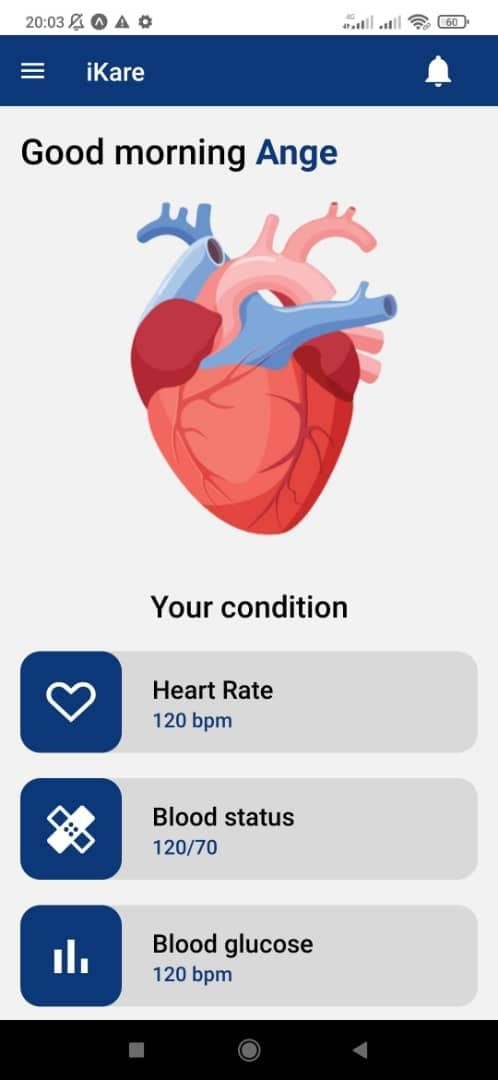 20:03
4G
60
iKare
Good morning Ange
Your condition
Heart Rate
120 bpm
Blood status
120/70
Blood glucose
120 bpm